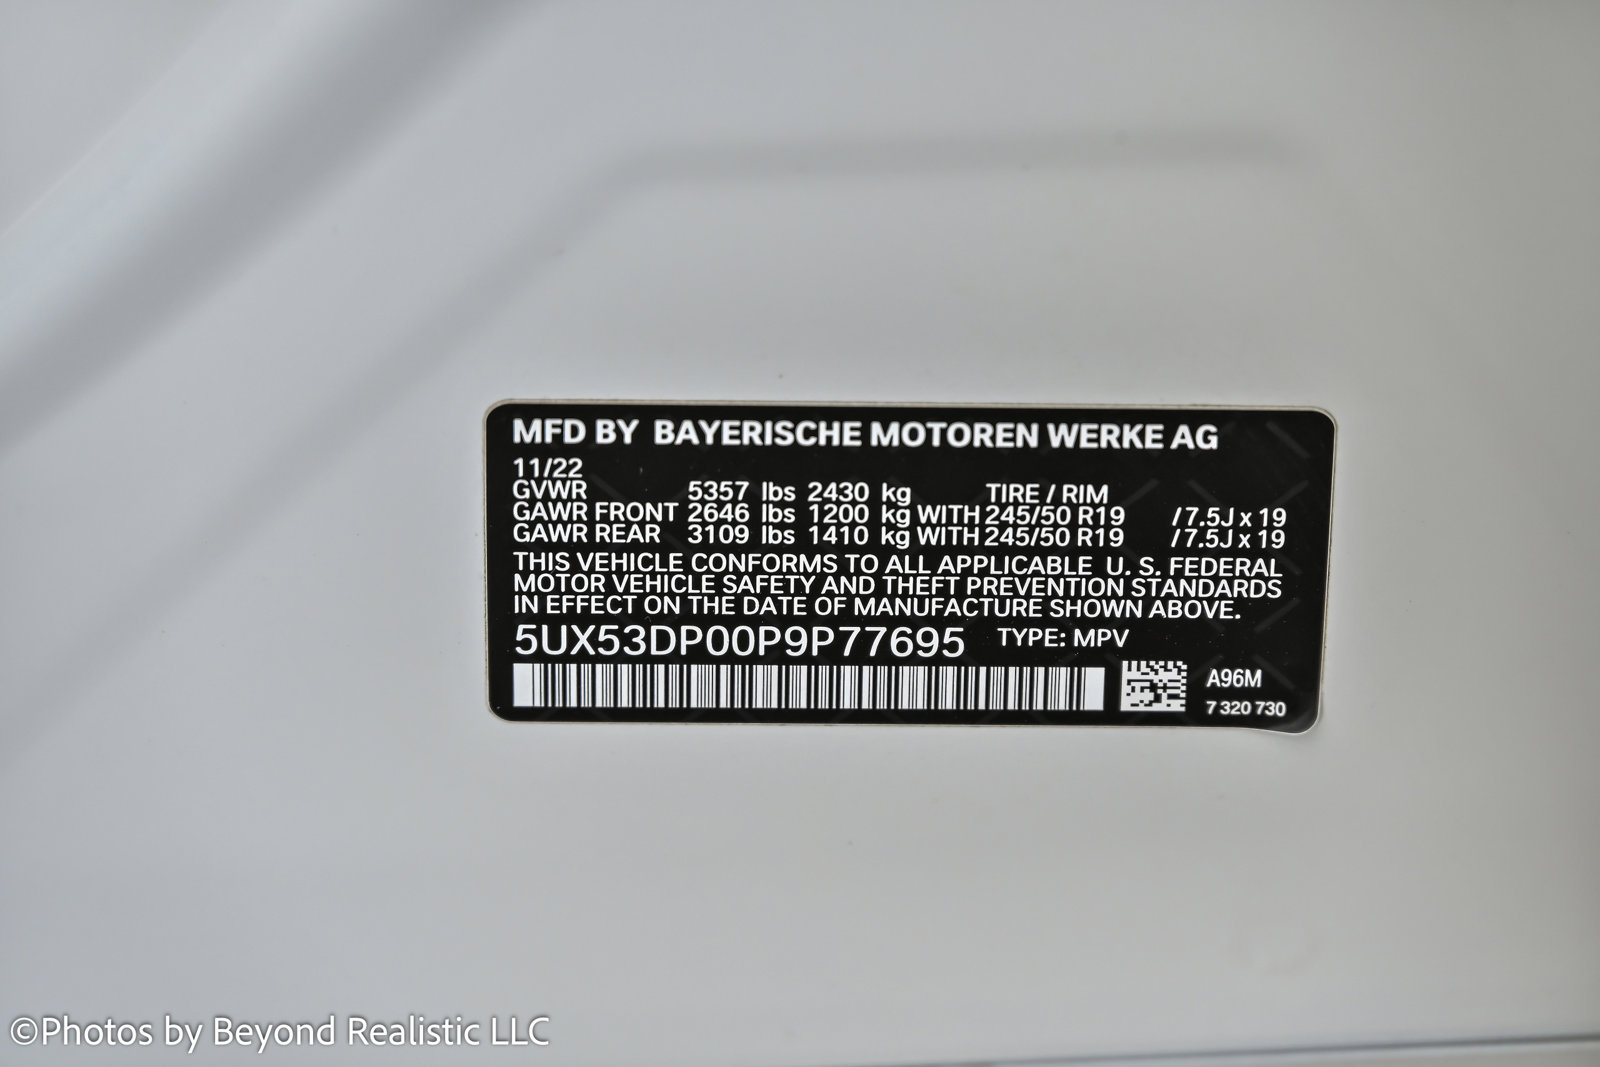 MFD BY BAYERISCHE MOTOREN WERKE AG
11/22
GVWR 5357 lbs 2430 kg TIRE / RIM
GAWR FRONT 2646 lbs 1200 kg WITH 245/50 R19 / 7.5J x 19
GAWR REAR 3109 lbs 1410 kg WITH 245/50 R19 / 7.5J x 19
THIS VEHICLE CONFORMS TO ALL APPLICABLE U. S. FEDERAL
MOTOR VEHICLE SAFETY AND THEFT PREVENTION STANDARDS
IN EFFECT ON THE DATE OF MANUFACTURE SHOWN ABOVE.
5UX53DP00P9P77695 TYPE: MPV
A96M
7 320 730
©Photos by Beyond Realistic LLC